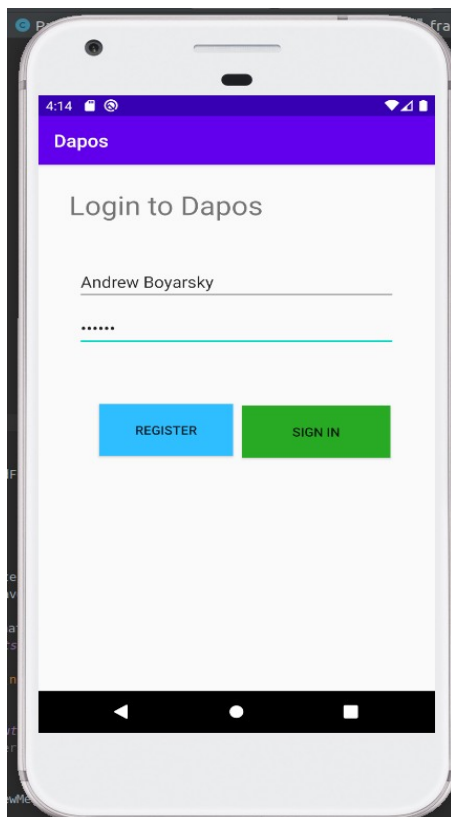 4:14
Dapos
Login to Dapos
Andrew Boyarsky
••••••
REGISTER
SIGN IN